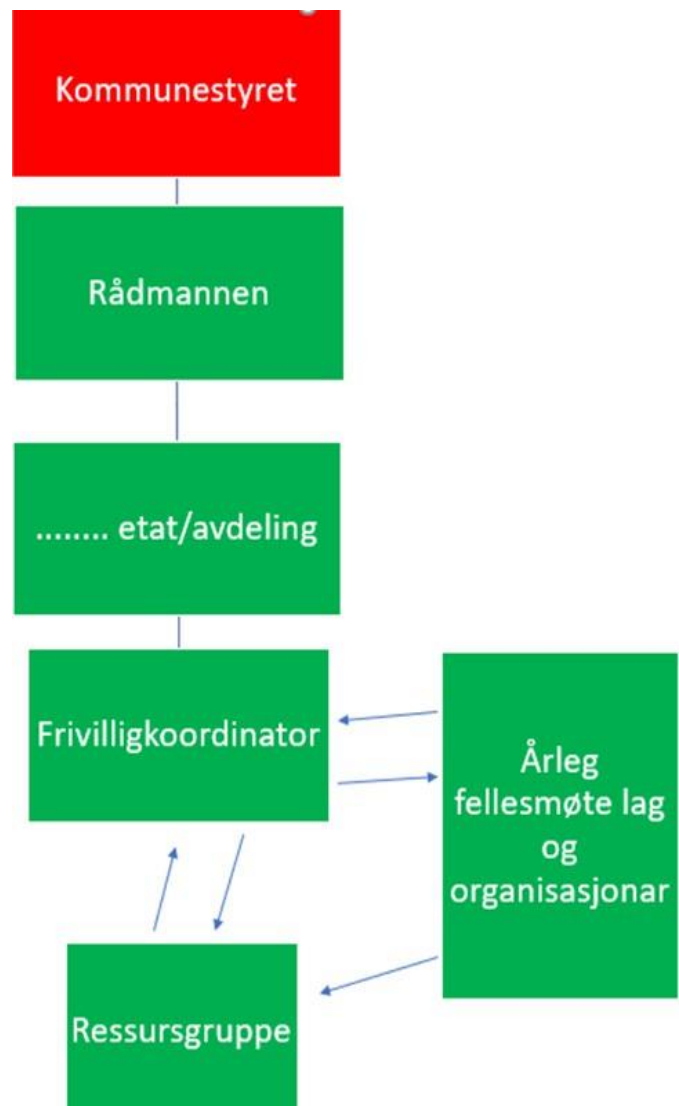 Kommunestyret
Rådmannen
........ etat/avdeling
Frivilligkoordinator
Årleg
fellesmøte lag
og
organisasjonar
Ressursgruppe